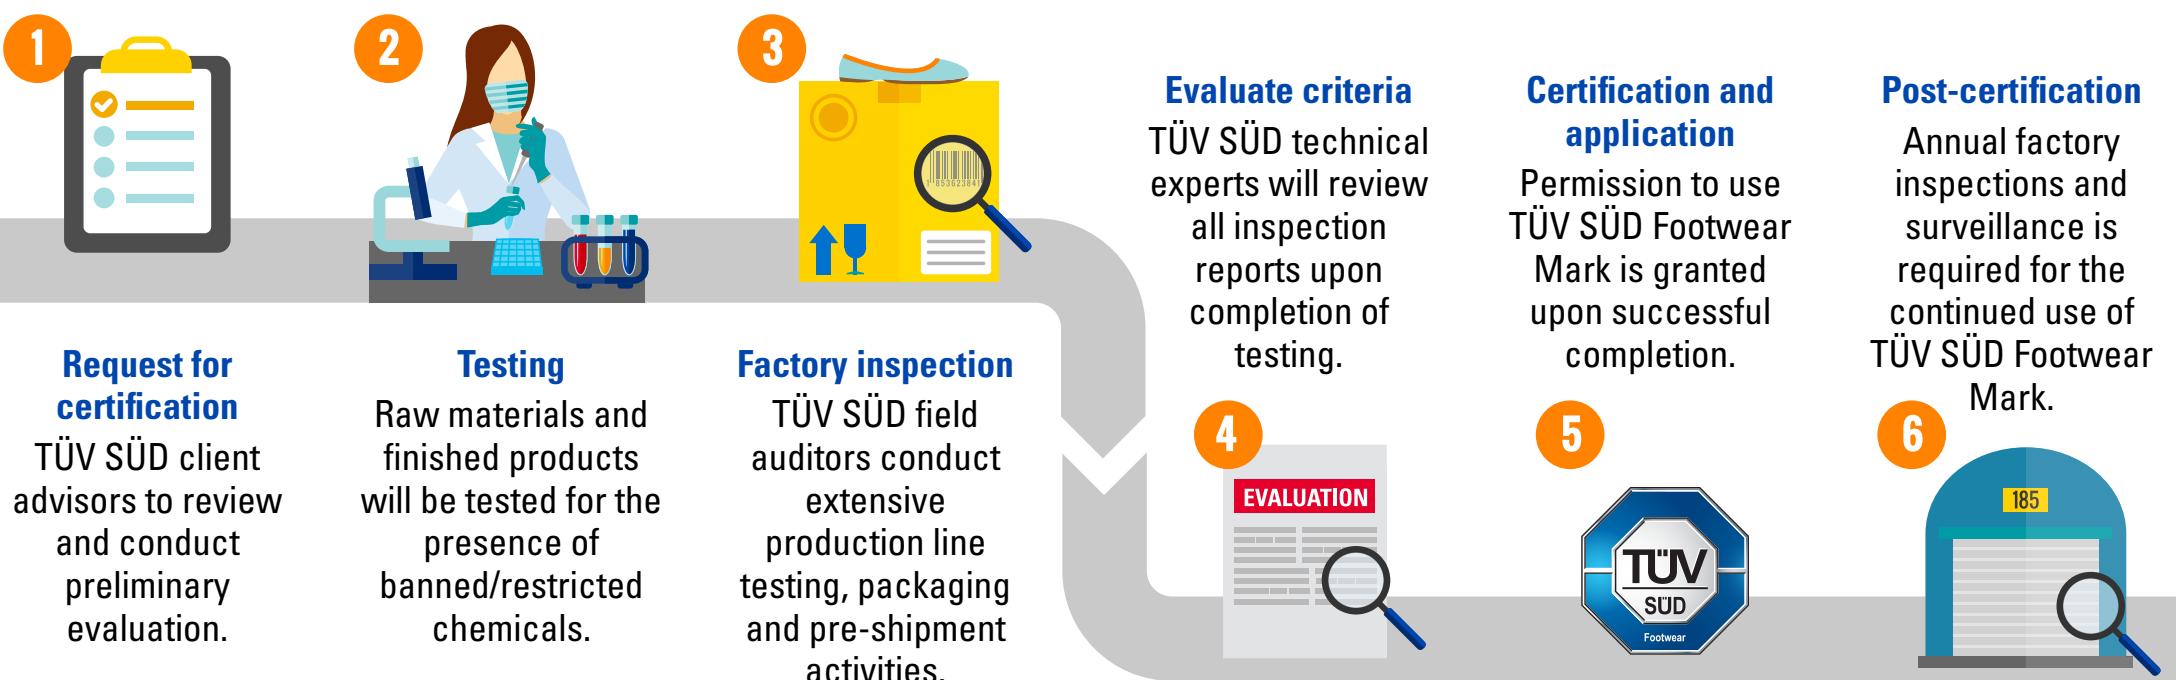 1
Request for
certification
TÜV SÜD client
advisors to review
and conduct
preliminary
evaluation.
2
Testing
Raw materials and
finished products
will be tested for the
presence of
banned/restricted
chemicals.
3
Factory inspection
TÜV SÜD field
auditors conduct
extensive
production line
testing, packaging
and pre-shipment
activities.
Evaluate criteria
TÜV SÜD technical
experts will review
all inspection
reports upon
completion of
testing.
4
EVALUATION
Certification and
application
Permission to use
TÜV SÜD Footwear
Mark is granted
upon successful
completion.
5
TÜV
SÜD
Footwear
Post-certification
Annual factory
inspections and
surveillance is
required for the
continued use of
TÜV SÜD Footwear
Mark.
6
185